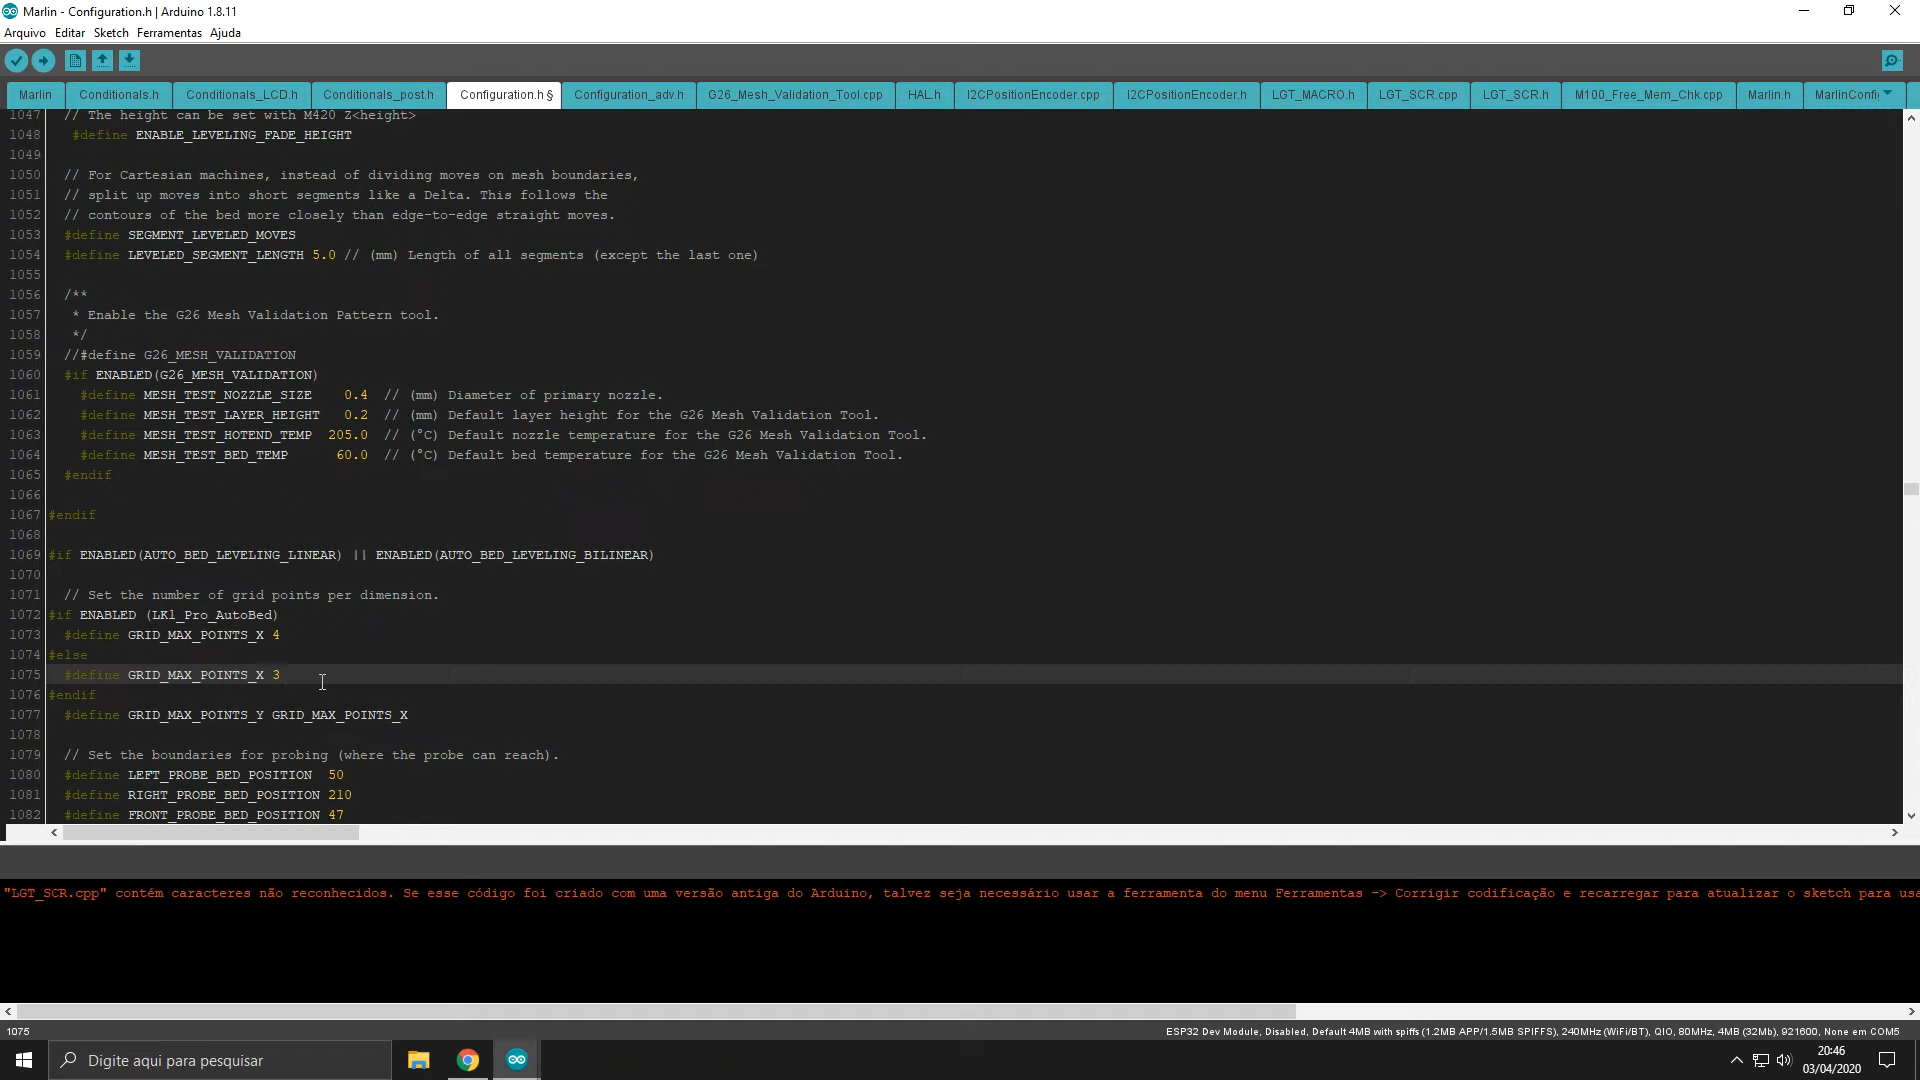 Marlin - Configuration.h | Arduino 1.8.11
Arquivo Editar Sketch Ferramentas Ajuda
Marlin Conditionals.h Conditionals_LCD.h Conditionals_post.h Configuration.h § Configuration_adv.h G26_Mesh_Validation_Tool.cpp HAL.h I2CPositionEncoder.cpp I2CPositionEncoder.h LGT_MACRO.h LGT_SCR.cpp LGT_SCR.h M100_Free_Mem_Chk.cpp Marlin.h MarlinConfi
1047 // The height can be set with M420 Z<height>
1048 #define ENABLE_LEVELING_FADE_HEIGHT
1049
1050 // For Cartesian machines, instead of dividing moves on mesh boundaries,
1051 // split up moves into short segments like a Delta. This follows the
1052 // contours of the bed more closely than edge-to-edge straight moves.
1053 #define SEGMENT_LEVELED_MOVES
1054 #define LEVELED_SEGMENT_LENGTH 5.0 // (mm) Length of all segments (except the last one)
1055
1056 /**
1057 * Enable the G26 Mesh Validation Pattern tool.
1058 */
1059 //#define G26_MESH_VALIDATION
1060 #if ENABLED(G26_MESH_VALIDATION)
1061 #define MESH_TEST_NOZZLE_SIZE 0.4 // (mm) Diameter of primary nozzle.
1062 #define MESH_TEST_LAYER_HEIGHT 0.2 // (mm) Default layer height for the G26 Mesh Validation Tool.
1063 #define MESH_TEST_HOTEND_TEMP 205.0 // (°C) Default nozzle temperature for the G26 Mesh Validation Tool.
1064 #define MESH_TEST_BED_TEMP 60.0 // (°C) Default bed temperature for the G26 Mesh Validation Tool.
1065 #endif
1066
1067 #endif
1068
1069 #if ENABLED(AUTO_BED_LEVELING_LINEAR) || ENABLED(AUTO_BED_LEVELING_BILINEAR)
1070
1071 // Set the number of grid points per dimension.
1072 #if ENABLED (LK1_Pro_AutoBed)
1073 #define GRID_MAX_POINTS_X 4
1074 #else
1075 #define GRID_MAX_POINTS_X 3
1076 #endif
1077 #define GRID_MAX_POINTS_Y GRID_MAX_POINTS_X
1078
1079 // Set the boundaries for probing (where the probe can reach).
1080 #define LEFT_PROBE_BED_POSITION 50
1081 #define RIGHT_PROBE_BED_POSITION 210
1082 #define FRONT_PROBE_BED_POSITION 47
"LGT_SCR.cpp" contém caracteres não reconhecidos. Se esse código foi criado com uma versão antiga do Arduino, talvez seja necessário usar a ferramenta do menu Ferramentas -> Corrigir codificação e recarregar para atualizar o sketch para usa
1075 ESP32 Dev Module, Disabled, Default 4MB with spiffs (1.2MB APP/1.5MB SPIFFS), 240MHz (WiFi/BT), QIO, 80MHz, 4MB (32Mb), 921600, None em COM5
Digite aqui para pesquisar
20:46
03/04/2020